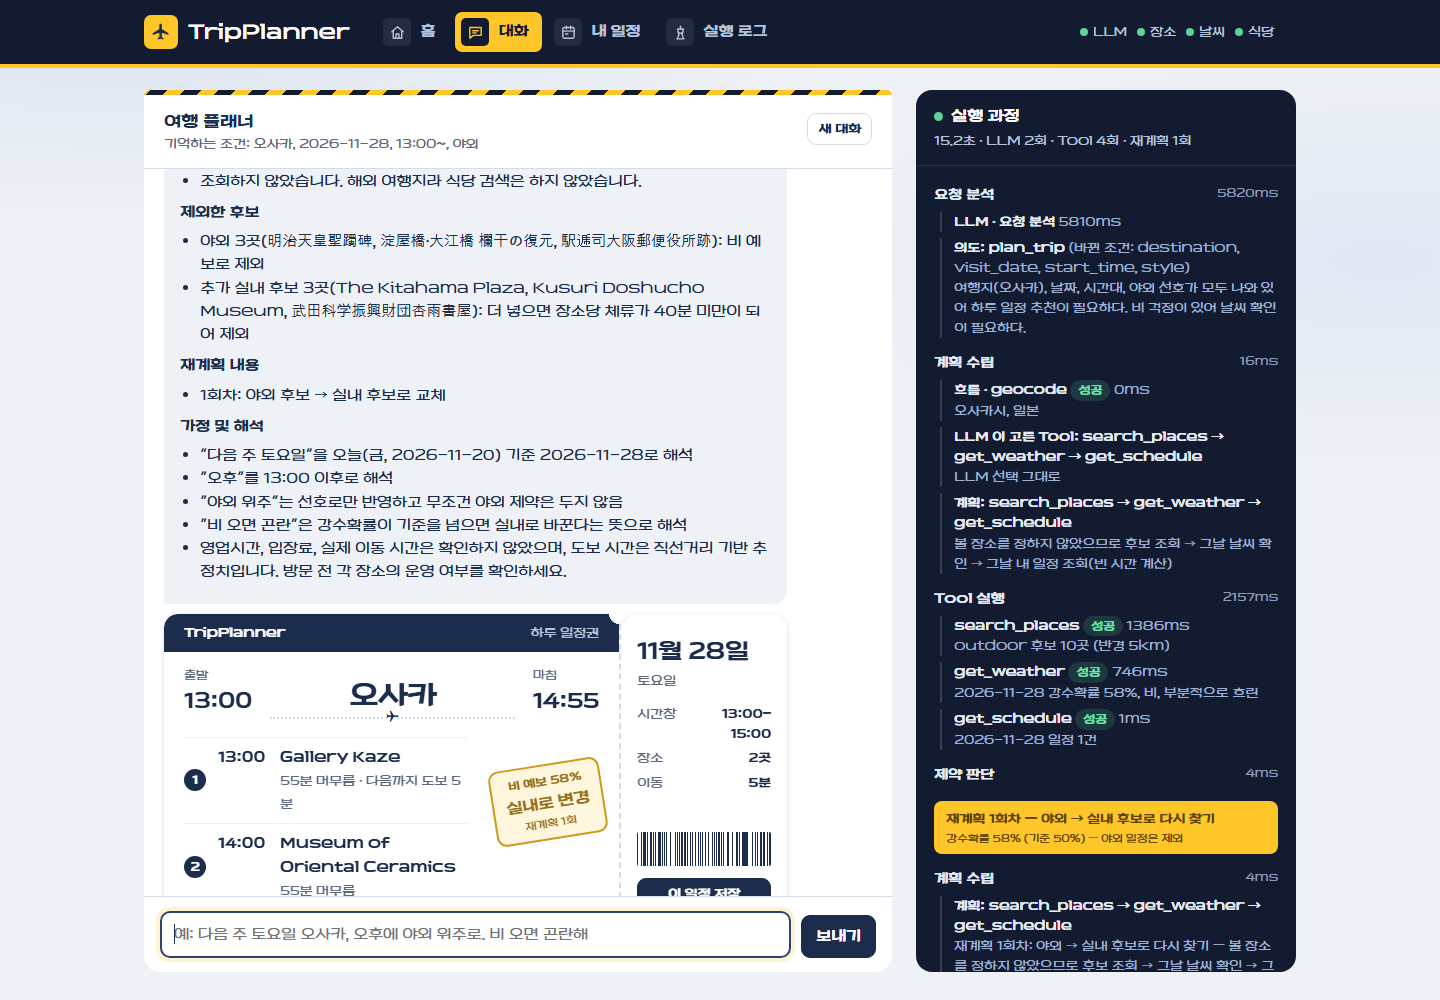 TripPlanner
홈
대화
내 일정
실행 로그
LLM
장소
날씨
식당
여행 플래너
기억하는 조건: 오사카, 2026-11-28, 13:00~, 야외
새 대화
조회하지 않았습니다. 해외 여행지라 식당 검색은 하지 않았습니다.
제외한 후보
야외 3곳(明治天皇聖躅碑, 淀屋橋·大江橋 欄干の復元, 駅逓司大阪郵便役所跡): 비 예
보로 제외
추가 실내 후보 3곳(The Kitahama Plaza, Kusuri Doshucho
Museum, 武田科学振興財団杏雨書屋): 더 넣으면 장소당 체류가 40분 미만이 되
어 제외
재계획 내용
1회차: 야외 후보 → 실내 후보로 교체
가정 및 해석
"다음 주 토요일"을 오늘(금, 2026-11-20) 기준 2026-11-28로 해석
"오후"를 13:00 이후로 해석
"야외 위주"는 선호로만 반영하고 무조건 야외 제약은 두지 않음
"비 오면 곤란"은 강수확률이 기준을 넘으면 실내로 바꾼다는 뜻으로 해석
영업시간, 입장료, 실제 이동 시간은 확인하지 않았으며, 도보 시간은 직선거리 기반 추
정치입니다. 방문 전 각 장소의 운영 여부를 확인하세요.
TripPlanner
하루 일정권
출발
13:00
오사카
마침
14:55
1
13:00
Gallery Kaze
55분 머무름 · 다음까지 도보 5
분
2
14:00
Museum of
Oriental Ceramics
55분 머무름
비 예보 58%
실내로 변경
재계획 1회
11월 28일
토요일
시간창
13:00–
15:00
장소
2곳
이동
5분
이 일정 저장
예: 다음 주 토요일 오사카, 오후에 야외 위주로. 비 오면 곤란해
보내기
실행 과정
15.2초 · LLM 2회 · Tool 4회 · 재계획 1회
요청 분석
5820ms
LLM · 요청 분석 5810ms
의도: plan_trip (바뀐 조건: destination,
visit_date, start_time, style)
여행지(오사카), 날짜, 시간대, 야외 선호가 모두 나와 있
어 하루 일정 추천이 필요하다. 비 걱정이 있어 날씨 확인
이 필요하다.
계획 수립
16ms
흐름 · geocode 성공 0ms
오사카시, 일본
LLM 이 고른 Tool: search_places →
get_weather → get_schedule
LLM 선택 그대로
계획: search_places → get_weather →
get_schedule
볼 장소를 정하지 않았으므로 후보 조회 → 그날 날씨 확
인 → 그날 내 일정 조회(빈 시간 계산)
Tool 실행
2157ms
search_places 성공 1386ms
outdoor 후보 10곳 (반경 5km)
get_weather 성공 746ms
2026-11-28 강수확률 58%, 비, 부분적으로 흐린
get_schedule 성공 1ms
2026-11-28 일정 1건
제약 판단
4ms
재계획 1회차 — 야외 → 실내 후보로 다시 찾기
강수확률 58% (기준 50%) — 야외 일정은 제외
계획 수립
4ms
계획: search_places → get_weather →
get_schedule
재계획 1회차: 야외 → 실내 후보로 다시 찾기 — 볼 장소
를 정하지 않았으므로 후보 조회 → 그날 날씨 확인 → 그